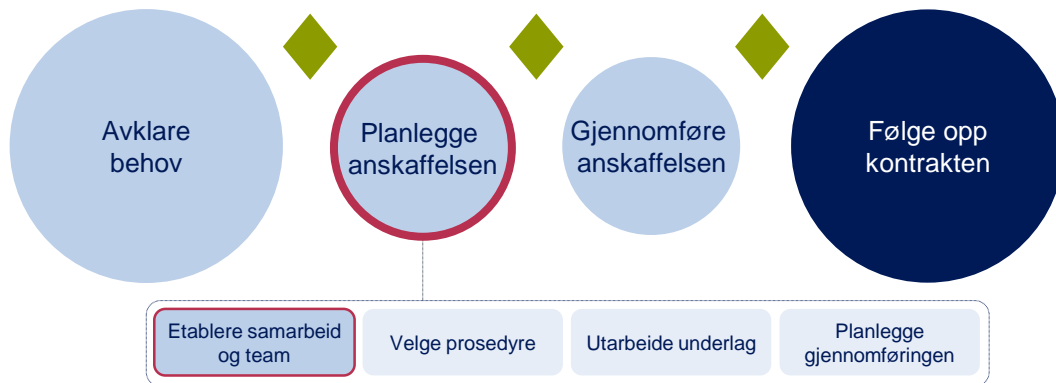 Avklare
behov
Planlegge
anskaffelsen
Gjennomføre
anskaffelsen
Følge opp
kontrakten
Etablere samarbeid
og team
Velge prosedyre
Utarbeide underlag
Planlegge
gjennomføringen